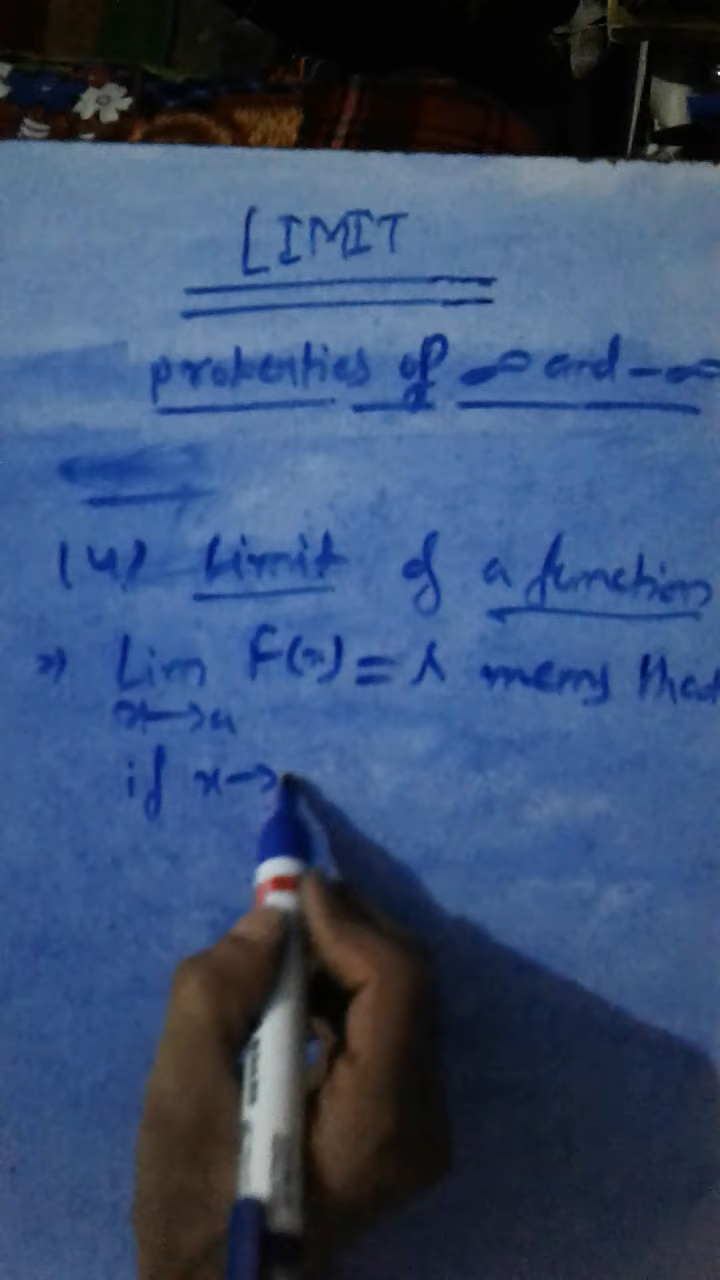 LIMIT
properties of ∞ and -∞
(4) Limit of a function
⇒ Lim F(x) = λ means that
x→a
if x→